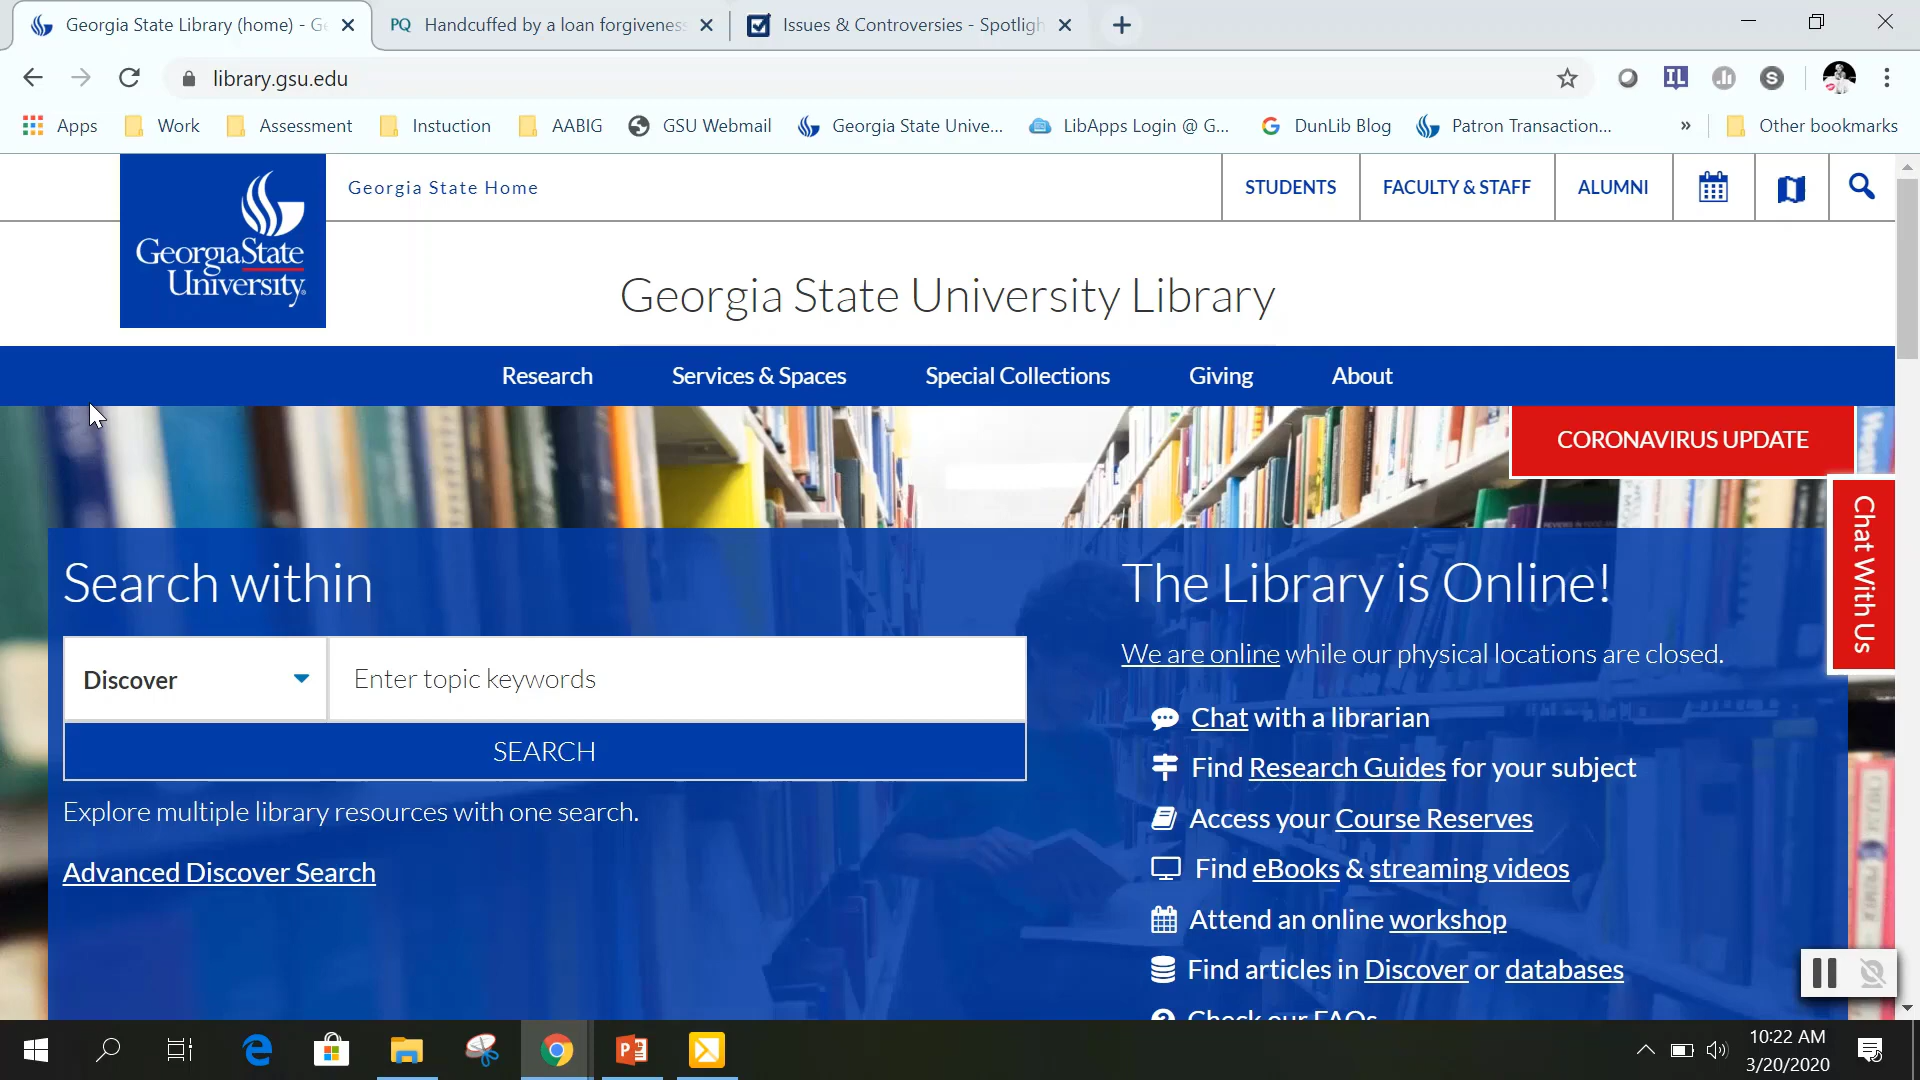 Georgia State Library (home) - Ge
PQ Handcuffed by a loan forgiveness
Issues & Controversies - Spotligh
library.gsu.edu
IL
S
Apps
Work
Assessment
Instuction
AABIG
GSU Webmail
Georgia State Unive...
LibApps Login @ G...
DunLib Blog
Patron Transaction...
»
Other bookmarks
Georgia State Home
STUDENTS
FACULTY & STAFF
ALUMNI
GeorgiaState
University
Georgia State University Library
Research
Services & Spaces
Special Collections
Giving
About
CORONAVIRUS UPDATE
Chat With Us
Search within
Discover
Enter topic keywords
SEARCH
Explore multiple library resources with one search.
Advanced Discover Search
The Library is Online!
We are online while our physical locations are closed.
Chat with a librarian
Find Research Guides for your subject
Access your Course Reserves
Find eBooks & streaming videos
Attend an online workshop
Find articles in Discover or databases
Check our FAQs
10:22 AM
3/20/2020